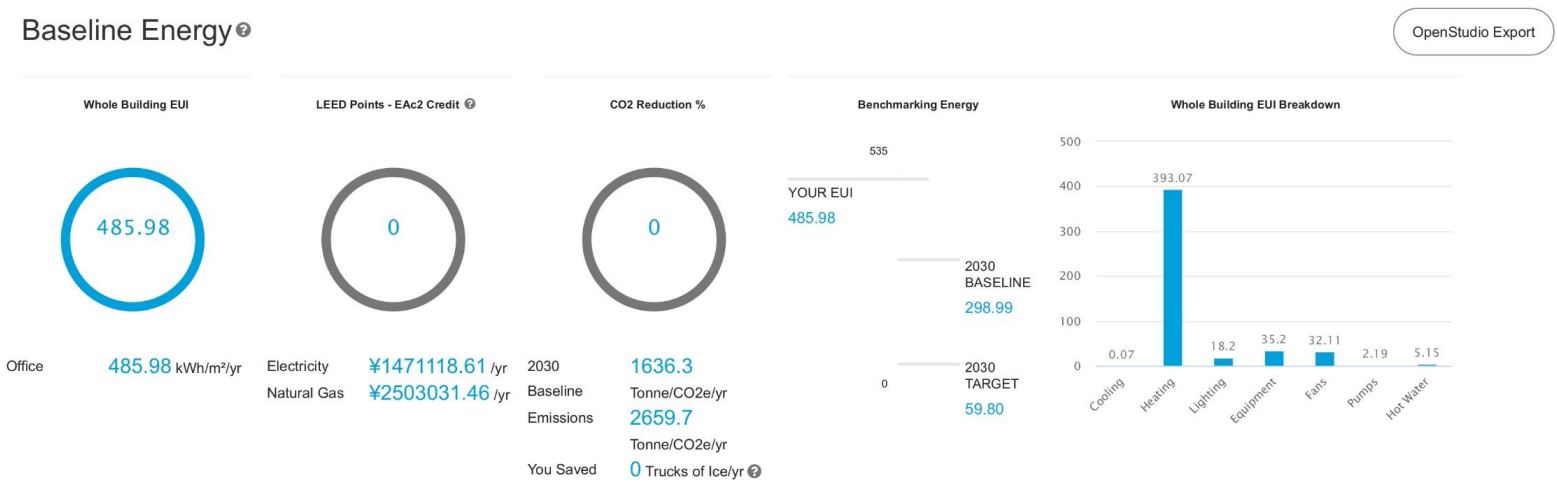 Baseline Energy ?
OpenStudio Export
Whole Building EUI
485.98
Office 485.98 kWh/m²/yr
LEED Points - EAc2 Credit ?
0
Electricity ¥1471118.61 /yr
Natural Gas ¥2503031.46 /yr
CO2 Reduction %
0
2030 1636.3
Baseline Tonne/CO2e/yr
Emissions 2659.7
Tonne/CO2e/yr
You Saved 0 Trucks of Ice/yr ?
Benchmarking Energy
535
YOUR EUI
485.98
2030
BASELINE
298.99
2030
TARGET
0
59.80
Whole Building EUI Breakdown
500
400
300
200
100
0
0.07
393.07
18.2
35.2
32.11
2.19
5.15
Cooling
Heating
Lighting
Equipment
Fans
Pumps
Hot Water